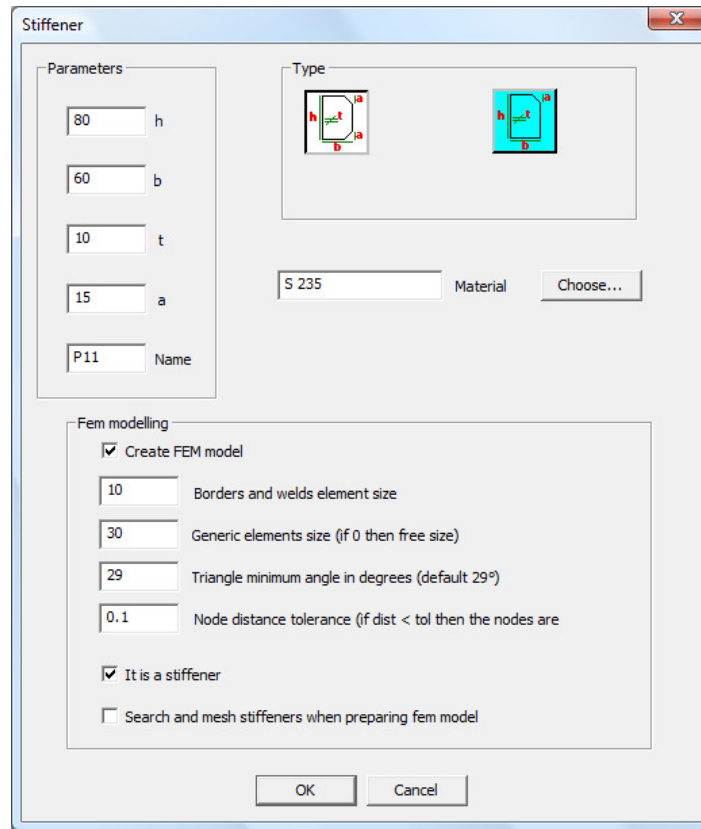 Stiffener
x
Parameters
80 h
60 b
10 t
15 a
P11 Name
Type
a
h t
a
b
a
h t
b
S 235 Material Choose...
Fem modelling
Create FEM model
10 Borders and welds element size
30 Generic elements size (if 0 then free size)
29 Triangle minimum angle in degrees (default 29°)
0.1 Node distance tolerance (if dist < tol then the nodes are
It is a stiffener
Search and mesh stiffeners when preparing fem model
OK Cancel